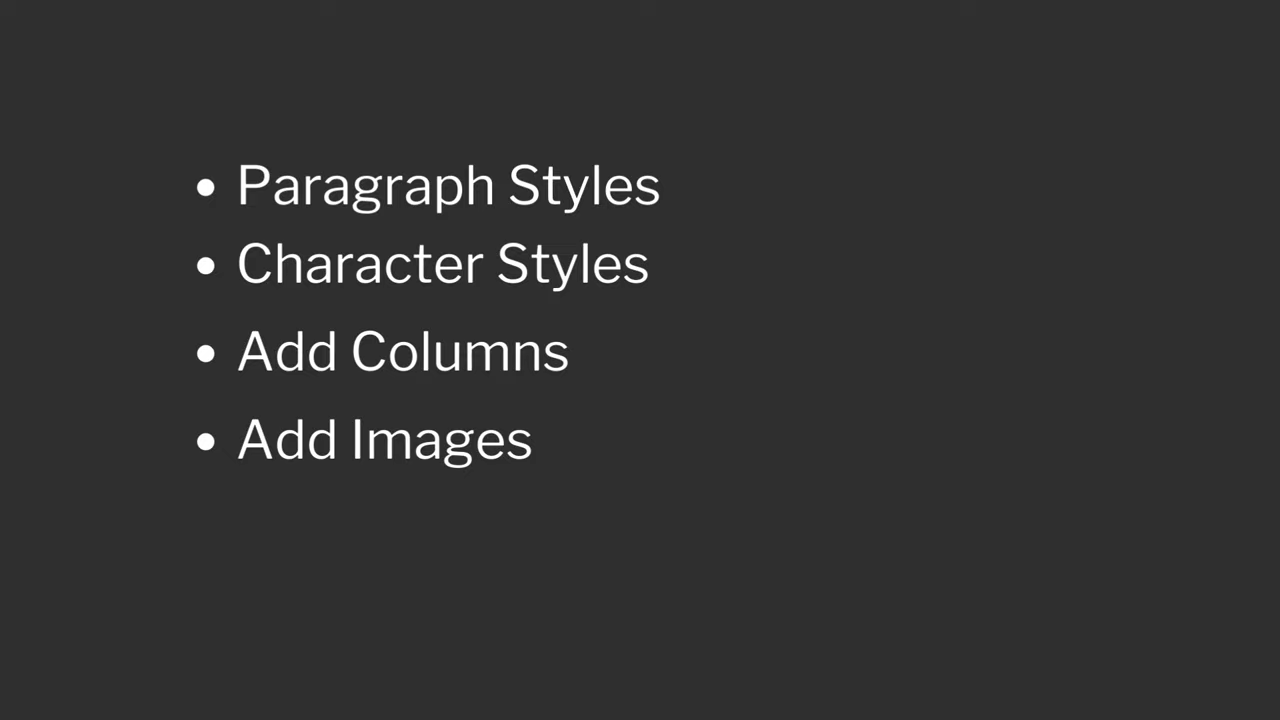 • Paragraph Styles
• Character Styles
• Add Columns
• Add Images